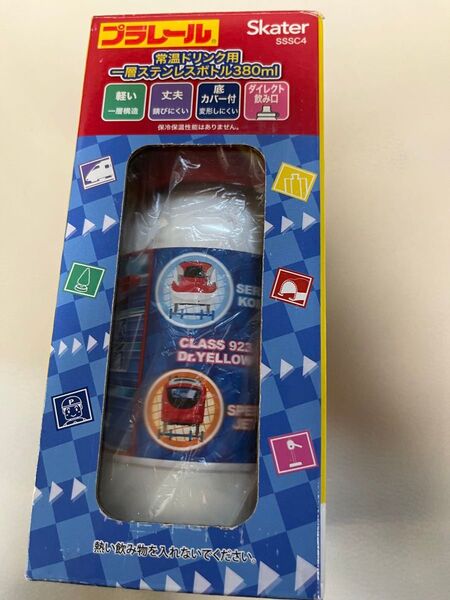 プラレール
Skater
SSSC4
常温ドリンク用
一層ステンレスボトル380ml
軽い
一層構造
丈夫
錆びにくい
底
カバー付
変形しにくい
ダイレクト
飲み口
保冷保温性能はありません。
SER
KO
CLASS 923
Dr.YELLOW
SPE
JE
P
熱い飲み物を入れないでください。